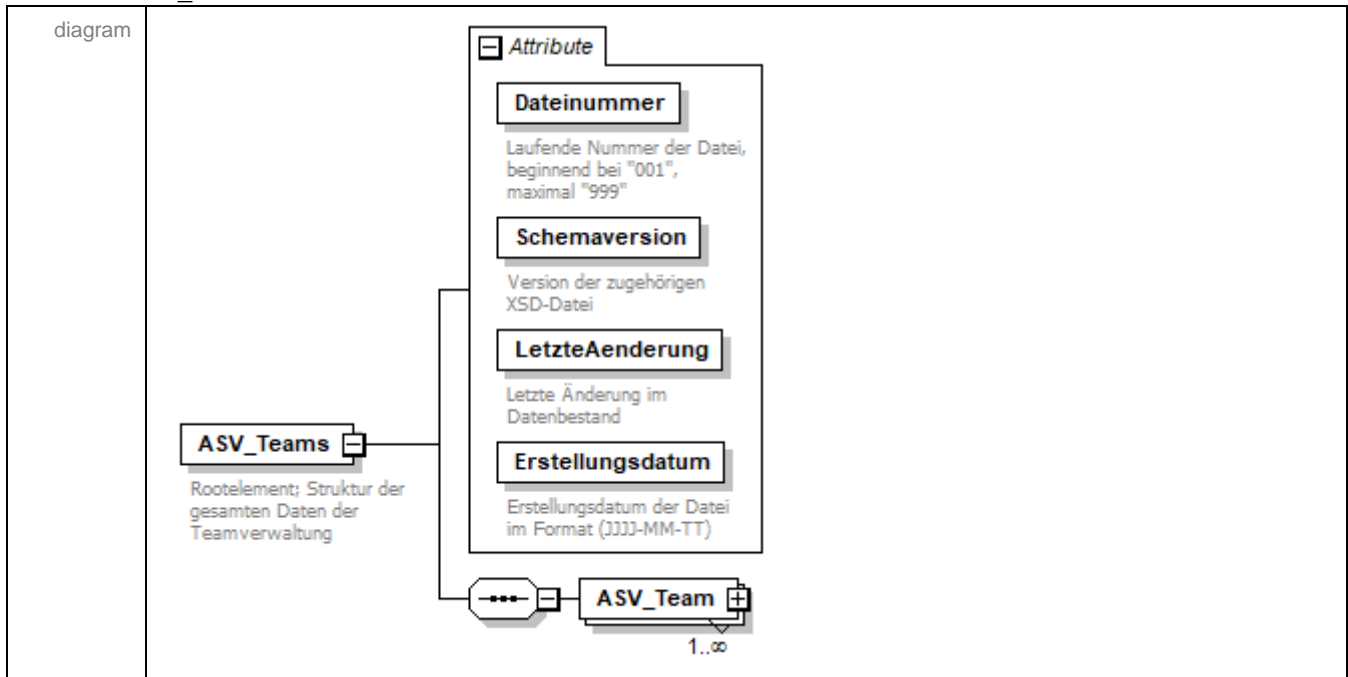 diagram
Attribute
Dateinummer
Laufende Nummer der Datei,
beginnend bei "001",
maximal "999"
Schemaversion
Version der zugehörigen
XSD-Datei
LetzteAenderung
Letzte Änderung im
Datenbestand
Erstellungsdatum
Erstellungsdatum der Datei
im Format (JJJJ-MM-TT)
ASV_Teams
Rootelement; Struktur der
gesamten Daten der
Teamverwaltung
ASV_Team
1..∞